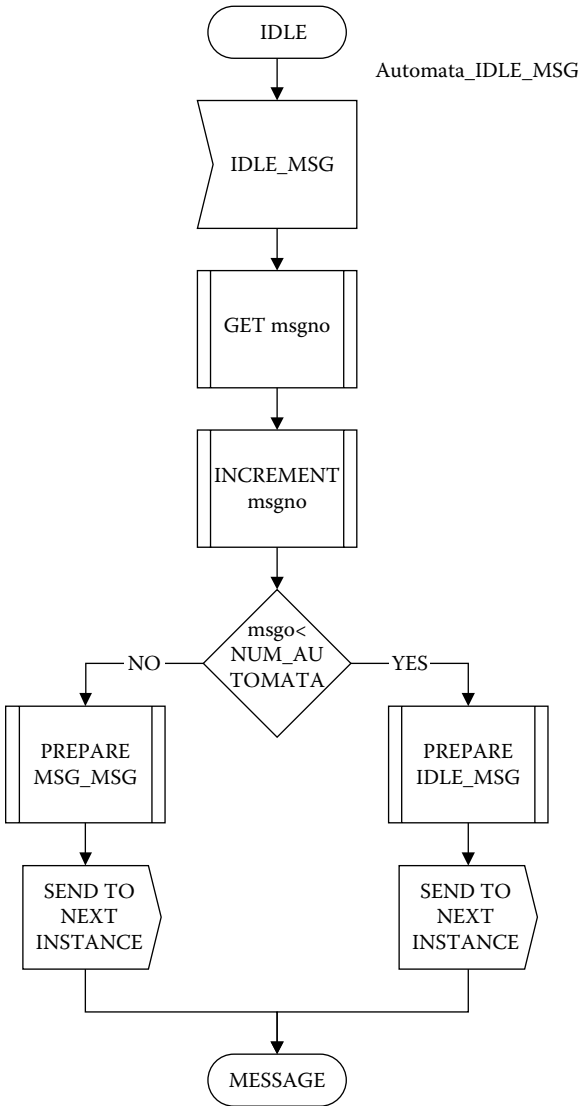 IDLE
Automata_IDLE_MSG
IDLE_MSG
GET msgno
INCREMENT
msgno
msgo<
NUM_AU
TOMATA
NO
YES
PREPARE
MSG_MSG
PREPARE
IDLE_MSG
SEND TO
NEXT
INSTANCE
SEND TO
NEXT
INSTANCE
MESSAGE